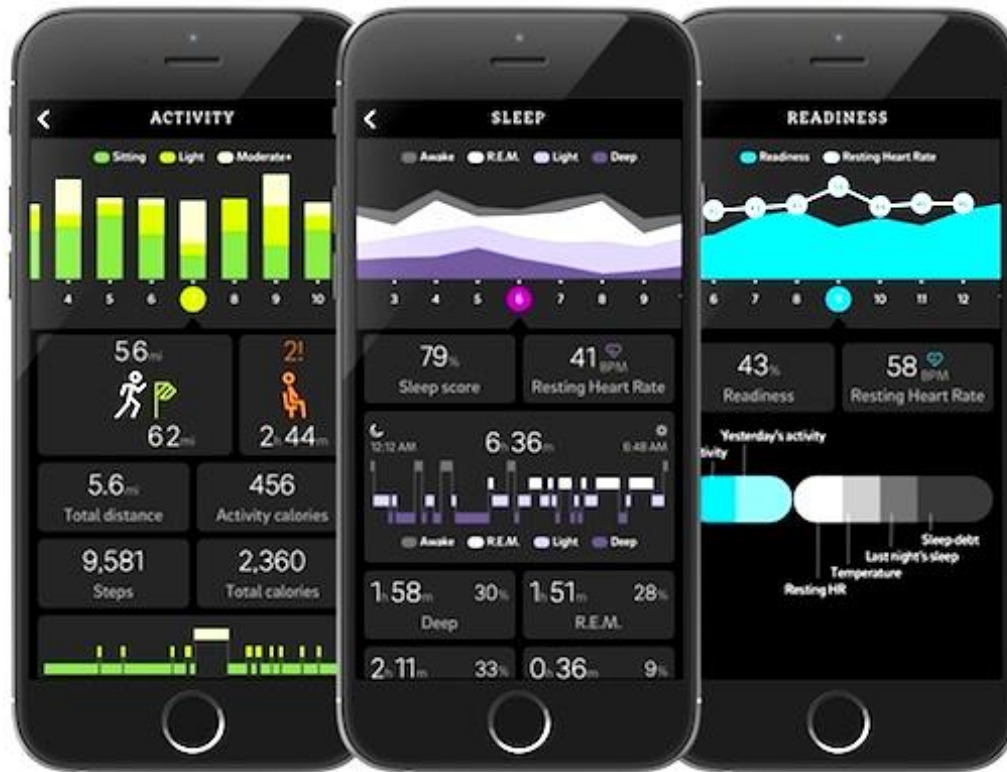 ACTIVITY
Sitting Light Moderate+
4 5 6 8 9 10
56mi
62mi
2!
2h 44m
5.6mi
Total distance
456
Activity calories
9,581
Steps
2,360
Total calories
SLEEP
Awake R.E.M. Light Deep
3 4 5 6 7 8 9
79%
Sleep score
41 BPM
Resting Heart Rate
12:12 AM 6h 36m 6:48 AM
Awake R.E.M. Light Deep
1h 58m 30%
Deep
1h 51m 28%
R.E.M.
2h 11m 33%
0h 36m 9%
READINESS
Readiness Resting Heart Rate
6 7 8 9 10 11 12
43%
Readiness
58 BPM
Resting Heart Rate
Yesterday's activity
tivity
Sleep debt
Last night's sleep
Temperature
Resting HR